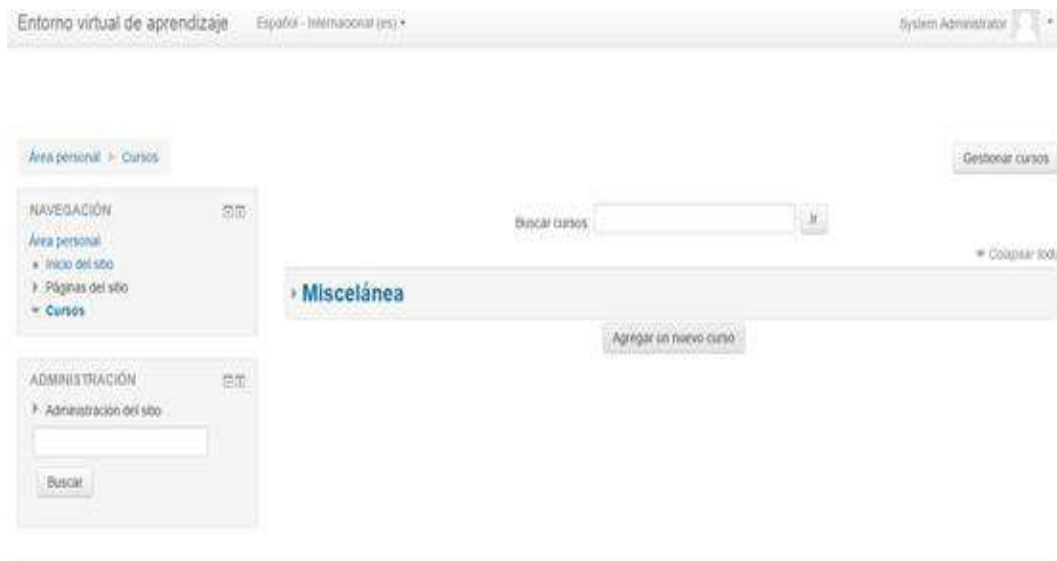 Entorno virtual de aprendizaje Español - Internacional (es)
System Administrator
Área personal Cursos
Gestionar cursos
NAVEGACIÓN
Área personal
Inicio del sitio
Páginas del sitio
Cursos
Buscar cursos
Ir
Colapsar todo
Miscelánea
Agregar un nuevo curso
ADMINISTRACIÓN
Administración del sitio
Buscar